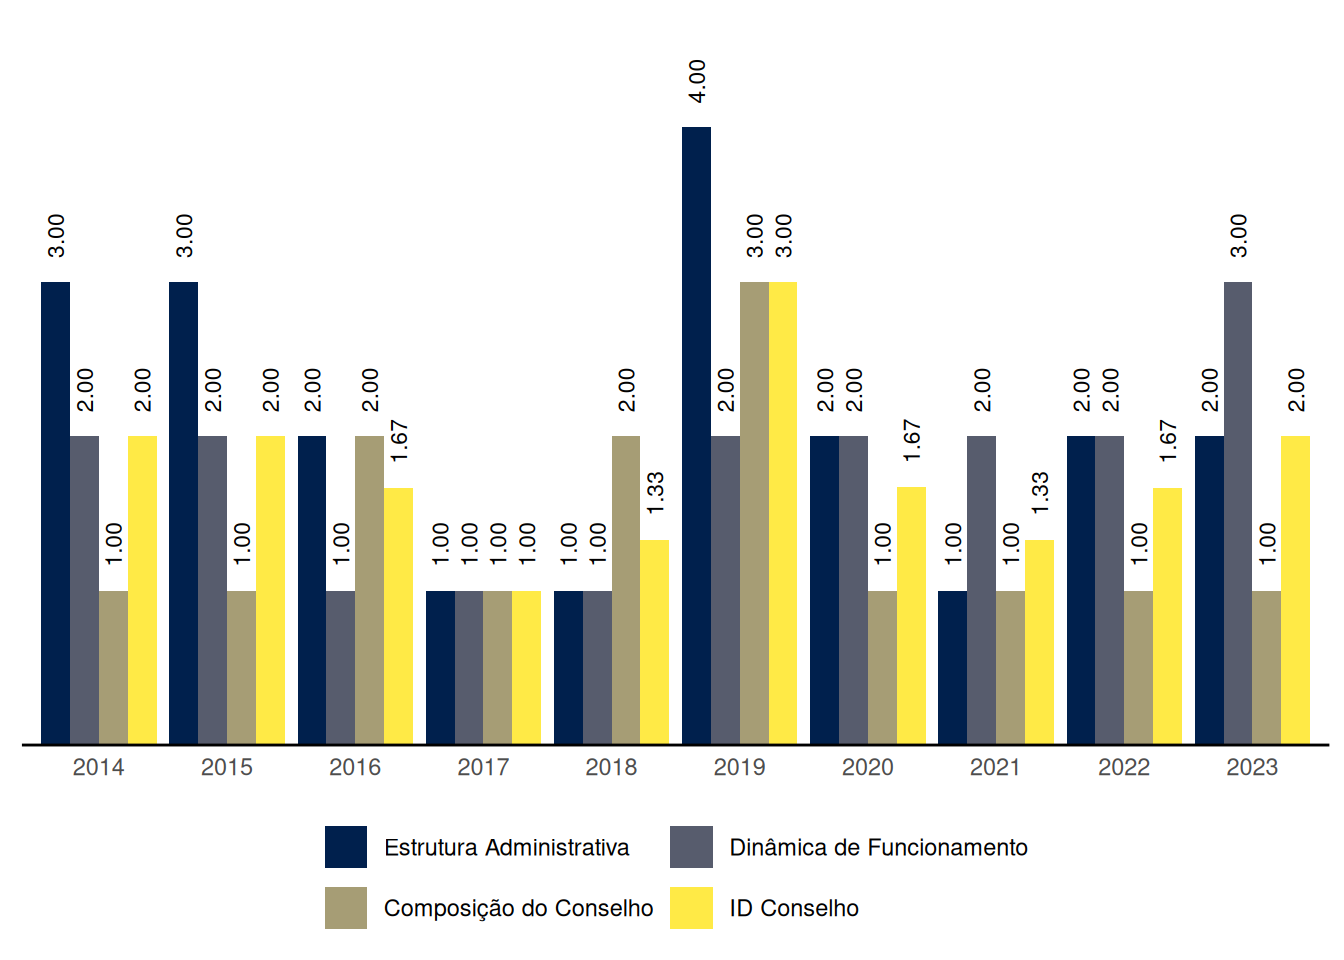 4.00
3.00 3.00 3.00 3.00 3.00
2.00 2.00 2.00 2.00 2.00 2.00 2.00 2.00 2.00 2.00 2.00 2.00 2.00 2.00 2.00
1.67 1.67 1.67
1.33 1.33
1.00 1.00 1.00 1.00 1.00 1.00 1.00 1.00 1.00 1.00 1.00 1.00 1.00 1.00
2014 2015 2016 2017 2018 2019 2020 2021 2022 2023
Estrutura Administrativa Dinâmica de Funcionamento
Composição do Conselho ID Conselho